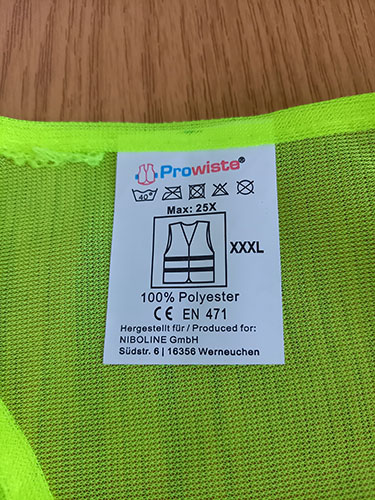 Prowiste®
40°
Max: 25X
XXXL
100% Polyester
CE EN 471
Hergestellt für / Produced for:
NIBOLINE GmbH
Südstr. 6 | 16356 Werneuchen